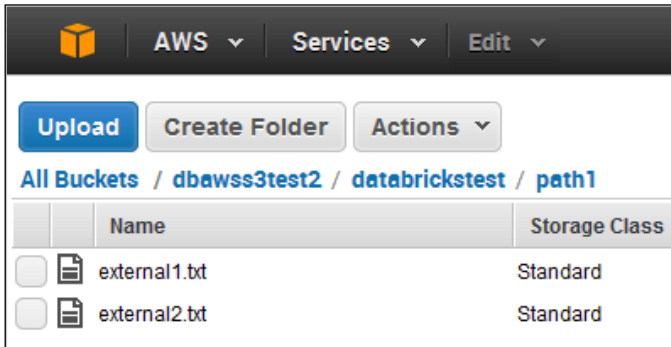 AWS Services Edit
Upload Create Folder Actions
All Buckets / dbawss3test2 / databrickstest / path1
Name Storage Class
external1.txt Standard
external2.txt Standard